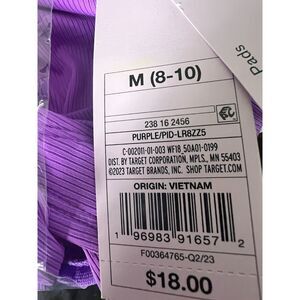 Pads
M (8-10)
238 16 2456
PURPLE/PID-LR8ZZ5
C-002011-01-003 WF18_50A01-0199
DIST. BY TARGET CORPORATION, MPLS., MN 55403
©2023 TARGET BRANDS, INC. SHOP TARGET.COM
ORIGIN: VIETNAM
1 96983 91657 2
F00364765-Q2/23
$18.00